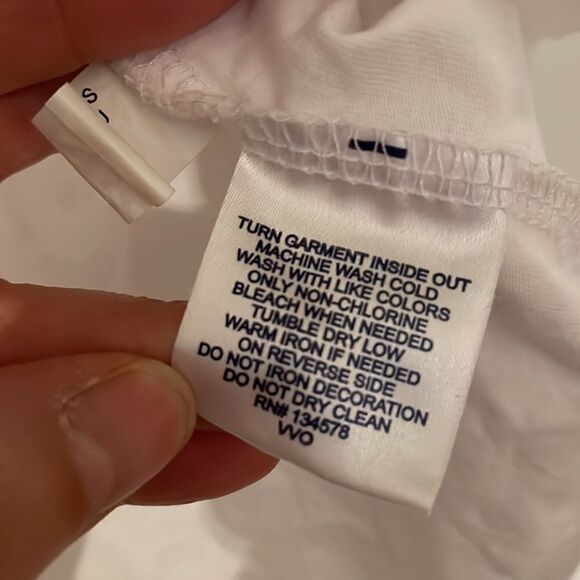 S
TURN GARMENT INSIDE OUT
MACHINE WASH COLD
WASH WITH LIKE COLORS
ONLY NON-CHLORINE
BLEACH WHEN NEEDED
TUMBLE DRY LOW
WARM IRON IF NEEDED
ON REVERSE SIDE
DO NOT IRON DECORATION
DO NOT DRY CLEAN
RN# 134578
VVO